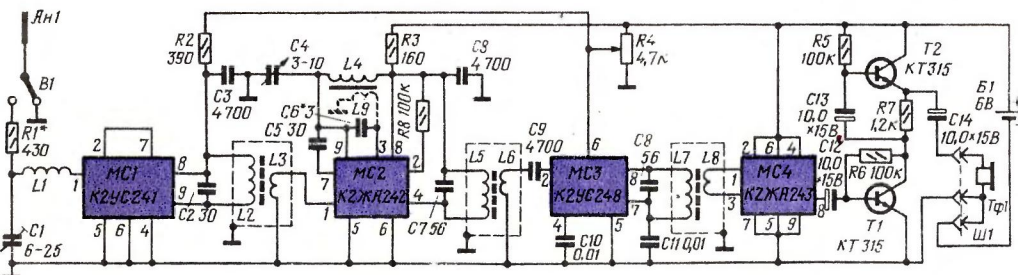 Ан1
В1
R1*
430
L1
C1
6-25
2
7
1
МС1
К2УС241
8
9
5
6
4
R2
390
C3
4700
C2 30
L2
L3
C4
3-10
L4
C6*3
L9
C5 30
R3
160
R8 100к
C8
4700
9
3
8
7
МС2
2
К2ЖА242
1
4
5
6
C7 56
L5
L6
C9
4700
R4
4,7к
6
2
МС3
К2УС248
8
7
4
5
C10
0,01
C8
56
C11 0,01
L7
L8
2
6
4
1
МС4
К2ЖА243
3
8
7
5
9
R5
100к
C13
10,0
×15В
C12
10,0
×15В
Т2
КТ315
R7
1,2к
R6 100к
Т1
КТ315
C14
10,0×15В
Б1
6В
Тф1
Ш1